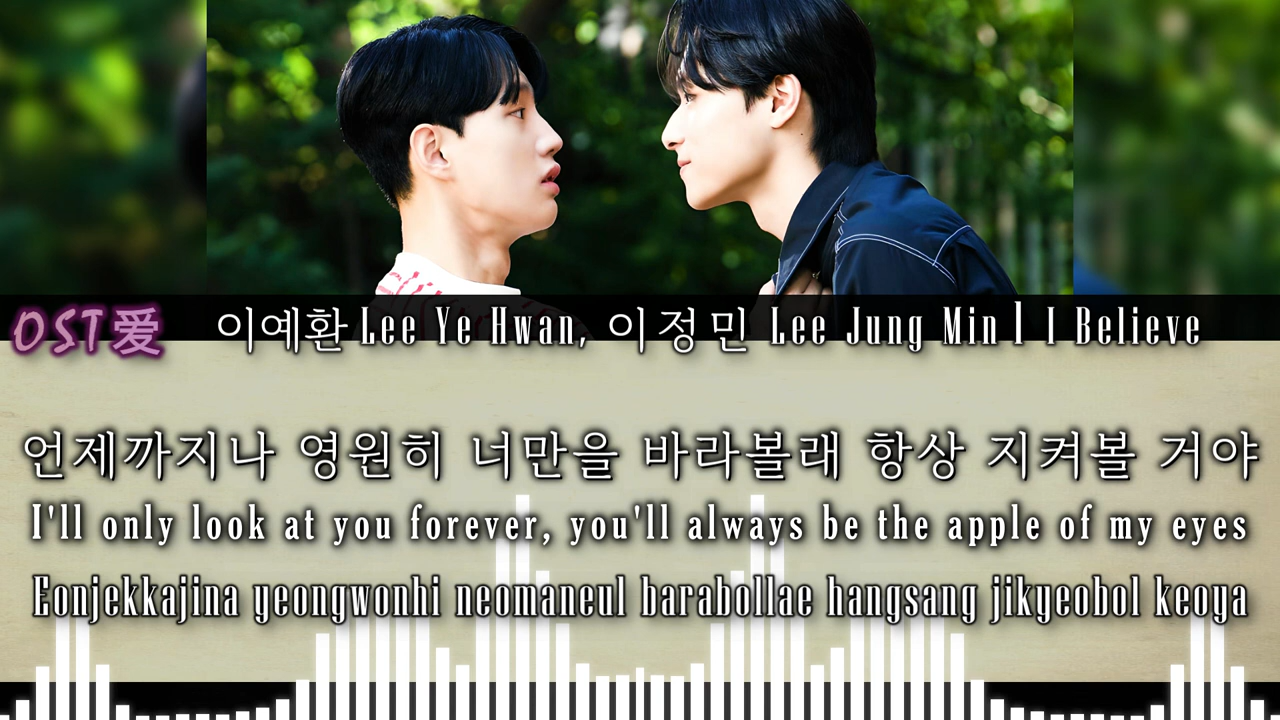 OST爱 이예환 Lee Ye Hwan, 이정민 Lee Jung Min | I Believe
언제까지나 영원히 너만을 바라볼래 항상 지켜볼 거야
I'll only look at you forever, you'll always be the apple of my eyes
Eonjekkajina yeongwonhi neomaneul barabollae hangsang jikyeobol keoya